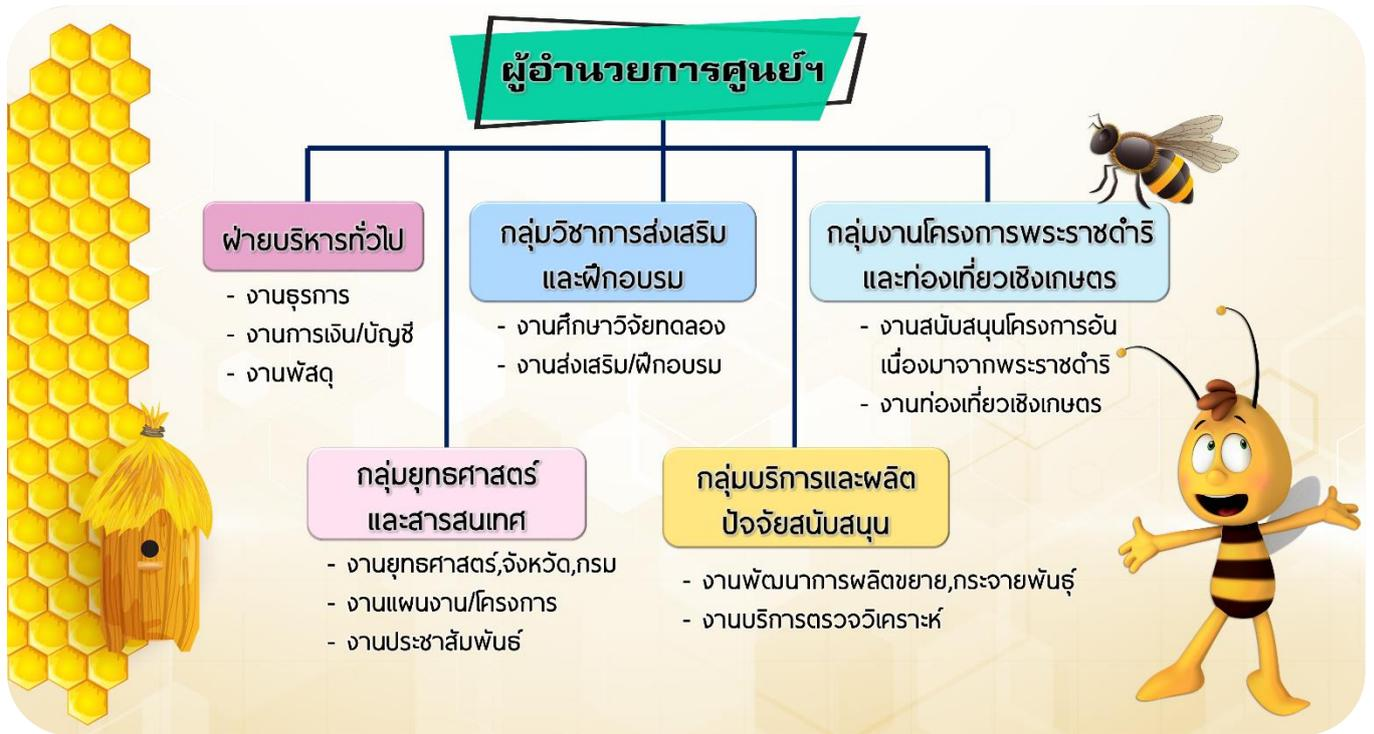 ผู้อำนวยการศูนย์ฯ
ฝ่ายบริหารทั่วไป
- งานธุรการ
- งานการเงิน/บัญชี
- งานพัสดุ
กลุ่มวิชาการส่งเสริม
และฝึกอบรม
- งานศึกษาวิจัยทดลอง
- งานส่งเสริม/ฝึกอบรม
กลุ่มงานโครงการพระราชดำริ
และท่องเที่ยวเชิงเกษตร
- งานสนับสนุนโครงการอัน
เนื่องมาจากพระราชดำริ
- งานท่องเที่ยวเชิงเกษตร
กลุ่มยุทธศาสตร์
และสารสนเทศ
- งานยุทธศาสตร์,จังหวัด,กรม
- งานแผนงาน/โครงการ
- งานประชาสัมพันธ์
กลุ่มบริการและผลิต
ปัจจัยสนับสนุน
- งานพัฒนาการผลิตขยาย,กระจายพันธุ์
- งานบริการตรวจวิเคราะห์